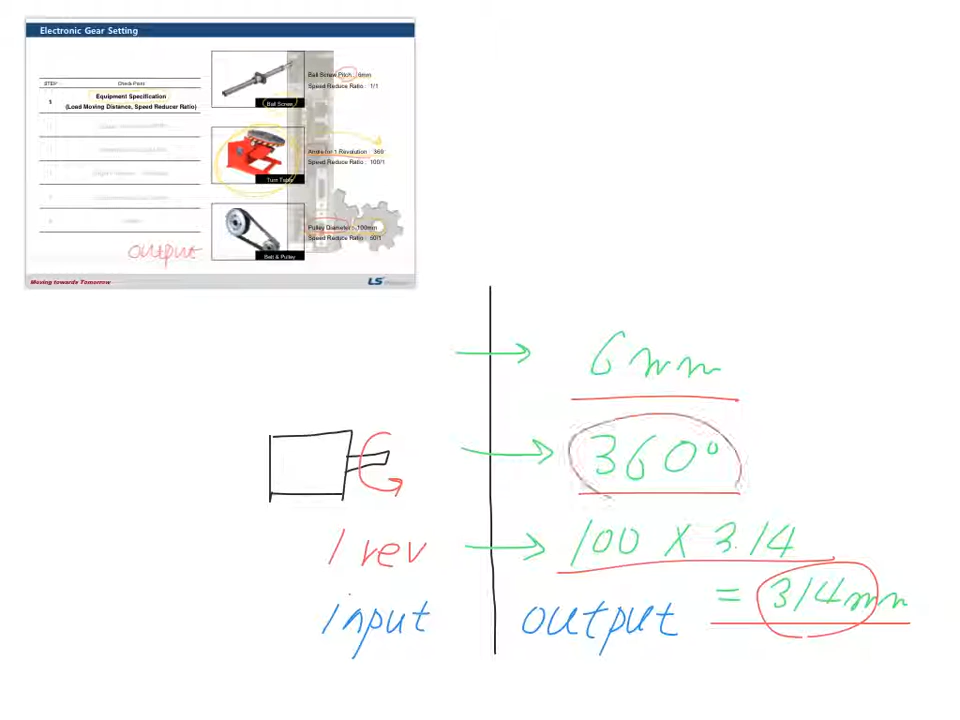 Electronic Gear Setting
STEP Check Point
1 Equipment Specification
(Load Moving Distance, Speed Reducer Ratio)
Ball Screw Pitch : 6mm
Speed Reduce Ratio : 1/1
Ball Screw
Angle for 1 Revolution : 360
Speed Reduce Ratio : 100/1
Turn Table
Pulley Diameter : 100mm
Speed Reduce Ratio : 50/1
Belt & Pulley
output
Moving towards Tomorrow
LS
6mm
360°
1 rev
100 X 3.14
= 314mm
input
output